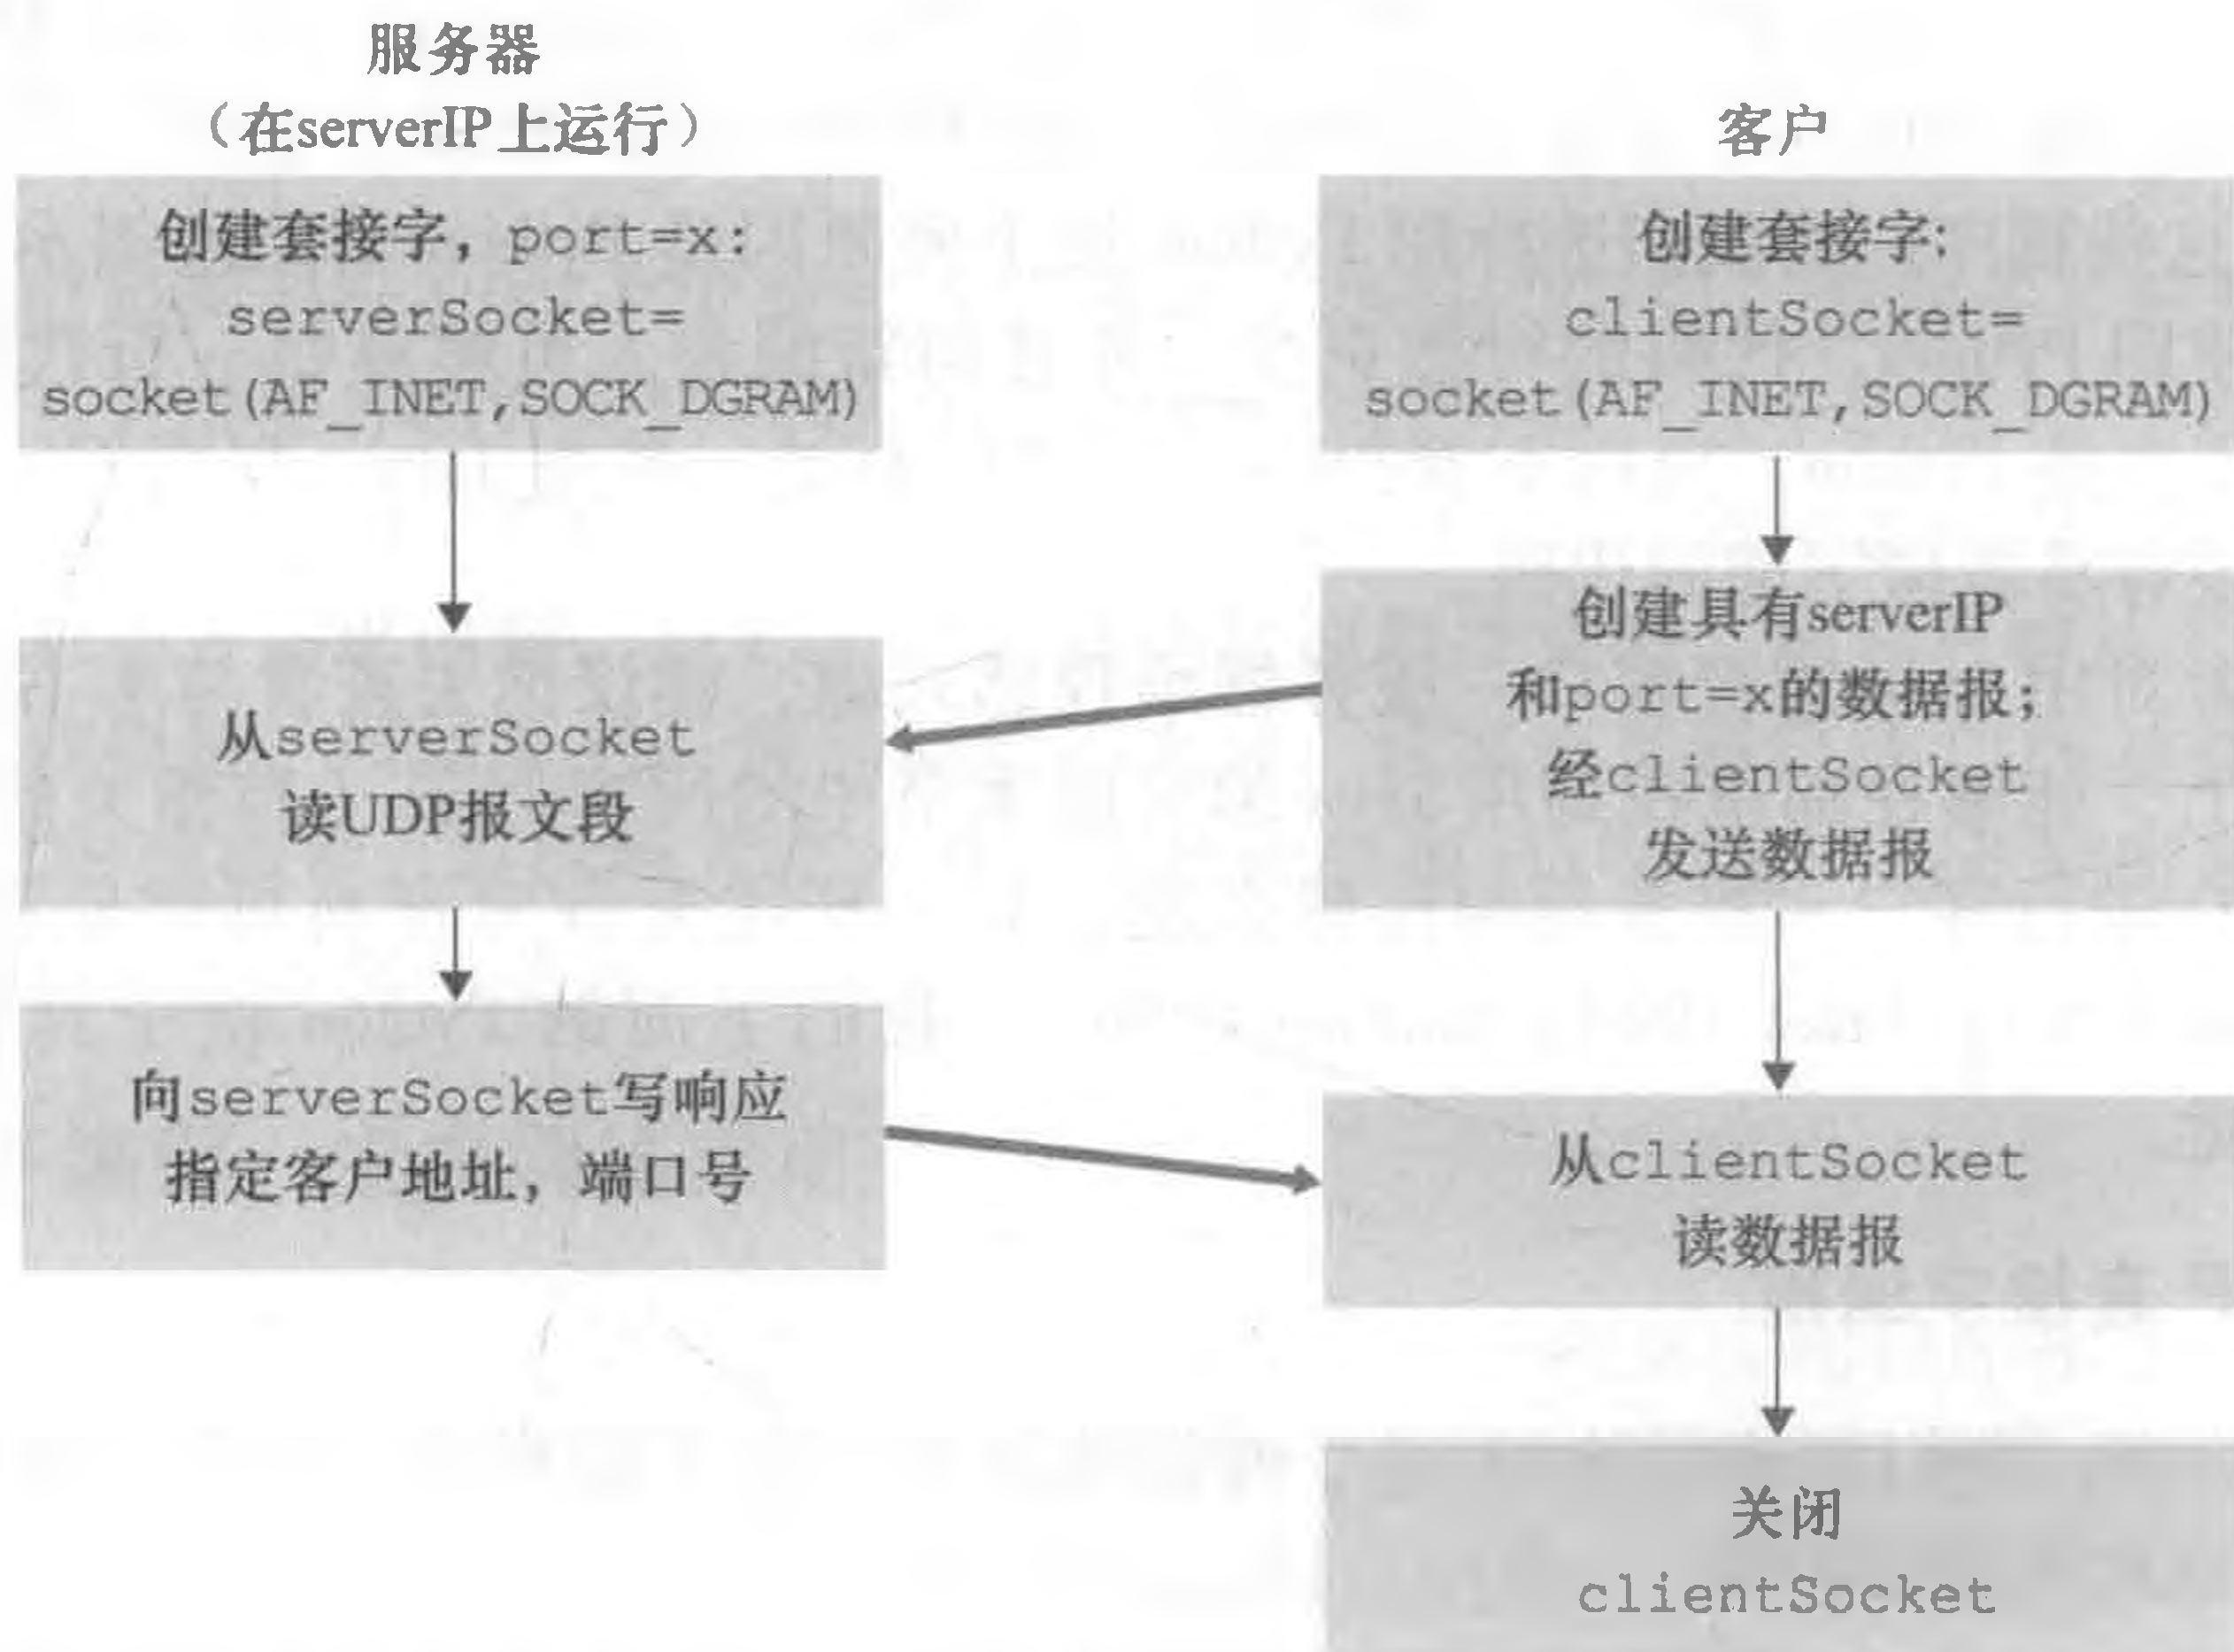 服务器
（在serverIP上运行）
创建套接字，port=x:
serverSocket=
socket(AF_INET,SOCK_DGRAM)
从serverSocket
读UDP报文段
向serverSocket写响应
指定客户地址，端口号
客户
创建套接字;
clientSocket=
socket(AF_INET,SOCK_DGRAM)
创建具有serverIP
和port=x的数据报;
经clientSocket
发送数据报
从clientSocket
读数据报
关闭
clientSocket